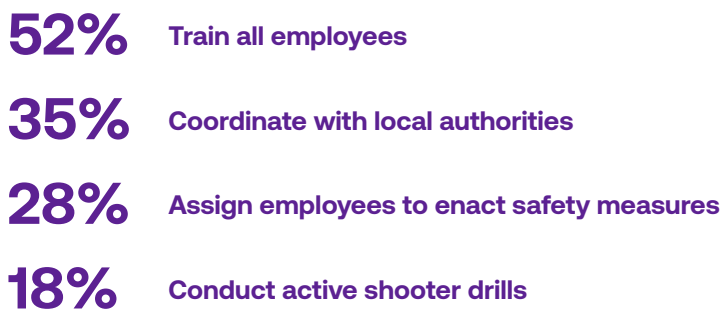 52% Train all employees
35% Coordinate with local authorities
28% Assign employees to enact safety measures
18% Conduct active shooter drills